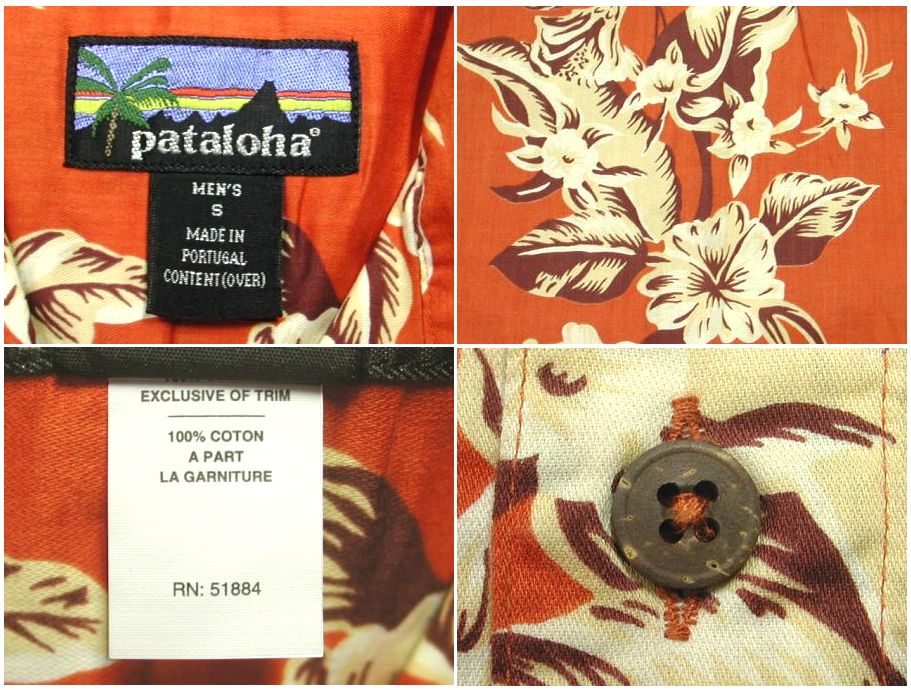 pataloha®
MEN'S
S
MADE IN
PORTUGAL
CONTENT(OVER)
EXCLUSIVE OF TRIM
100% COTON
A PART
LA GARNITURE
RN: 51884